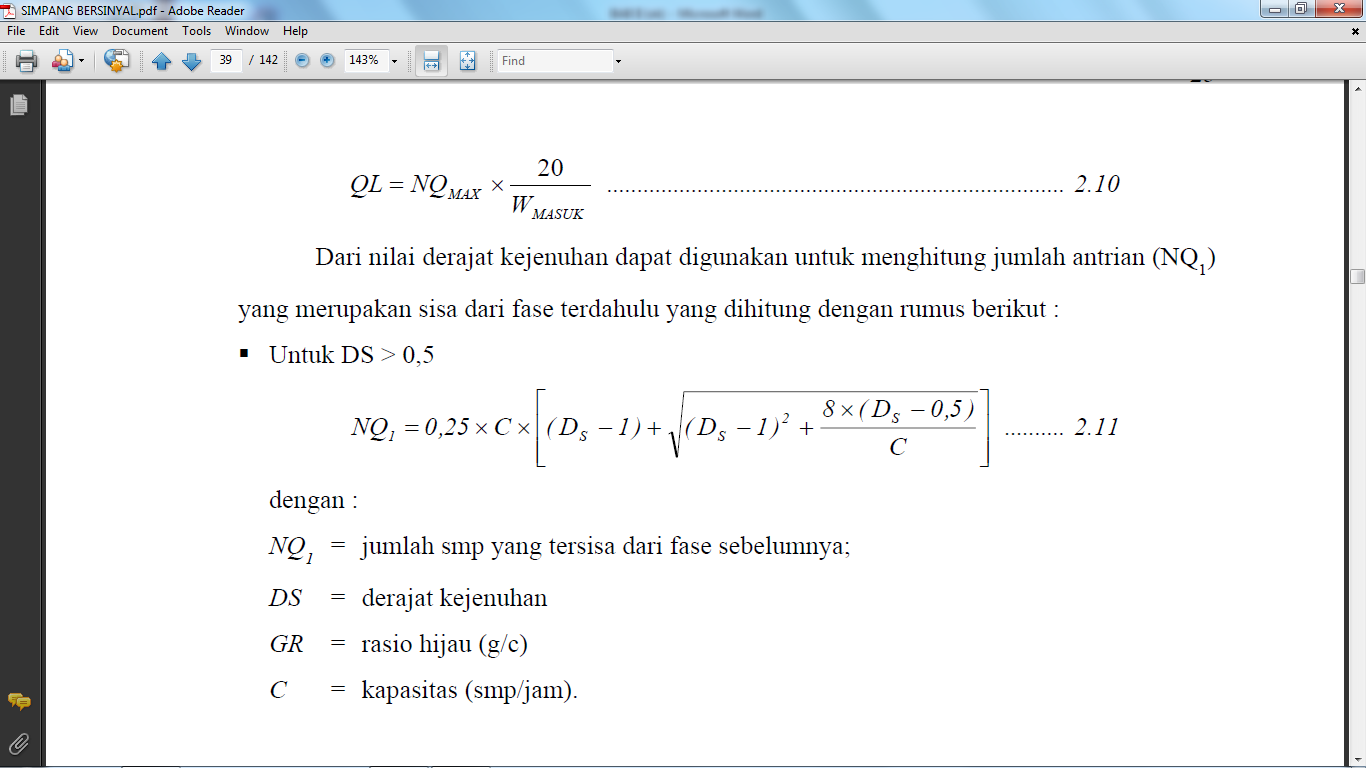 SIMPANG BERSINYAL.pdf - Adobe Reader
File Edit View Document Tools Window Help
39 / 142 143% Find
QL = NQ_MAX × 20 / W_MASUK ............................................................................ 2.10
Dari nilai derajat kejenuhan dapat digunakan untuk menghitung jumlah antrian (NQ₁)
yang merupakan sisa dari fase terdahulu yang dihitung dengan rumus berikut :
▪ Untuk DS > 0,5
NQ₁ = 0,25 × C × [ ( D_S − 1 ) + √( ( D_S − 1 )² + 8 × ( D_S − 0,5 ) / C ) ] .......... 2.11
dengan :
NQ₁ = jumlah smp yang tersisa dari fase sebelumnya;
DS = derajat kejenuhan
GR = rasio hijau (g/c)
C = kapasitas (smp/jam).